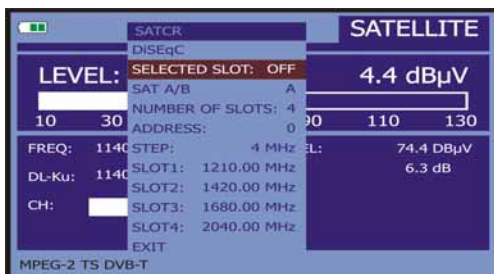 SATELLITE
SATCR
DiSEqC
SELECTED SLOT: OFF
SAT A/B A
NUMBER OF SLOTS: 4
ADDRESS: 0
STEP: 4 MHz
SLOT1: 1210.00 MHz
SLOT2: 1420.00 MHz
SLOT3: 1680.00 MHz
SLOT4: 2040.00 MHz
EXIT
LEVEL: 4.4 dBµV
10 30 90 110 130
FREQ: 1140 EL: 74.4 DBµV
DL-Ku: 1140 6.3 dB
CH:
MPEG-2 TS DVB-T